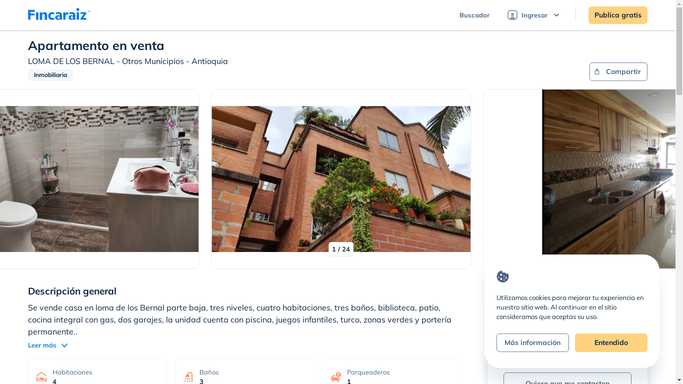 Fincaraiz
Buscador
Ingresar
Publica gratis
Apartamento en venta
LOMA DE LOS BERNAL - Otros Municipios - Antioquia
Inmobiliaria
Compartir
1 / 24
Descripción general
Se vende casa en loma de los Bernal parte baja, tres niveles, cuatro habitaciones, tres baños, biblioteca, patio,
cocina integral con gas, dos garajes, la unidad cuenta con piscina, juegos infantiles, turco, zonas verdes y portería
permanente..
Leer más
Habitaciones
4
Baños
3
Parqueaderos
1
Utilizamos cookies para mejorar tu experiencia en
nuestro sitio web. Al continuar en el sitio
consideramos que aceptas su uso.
Más información
Entendido
Quiero que me contacten